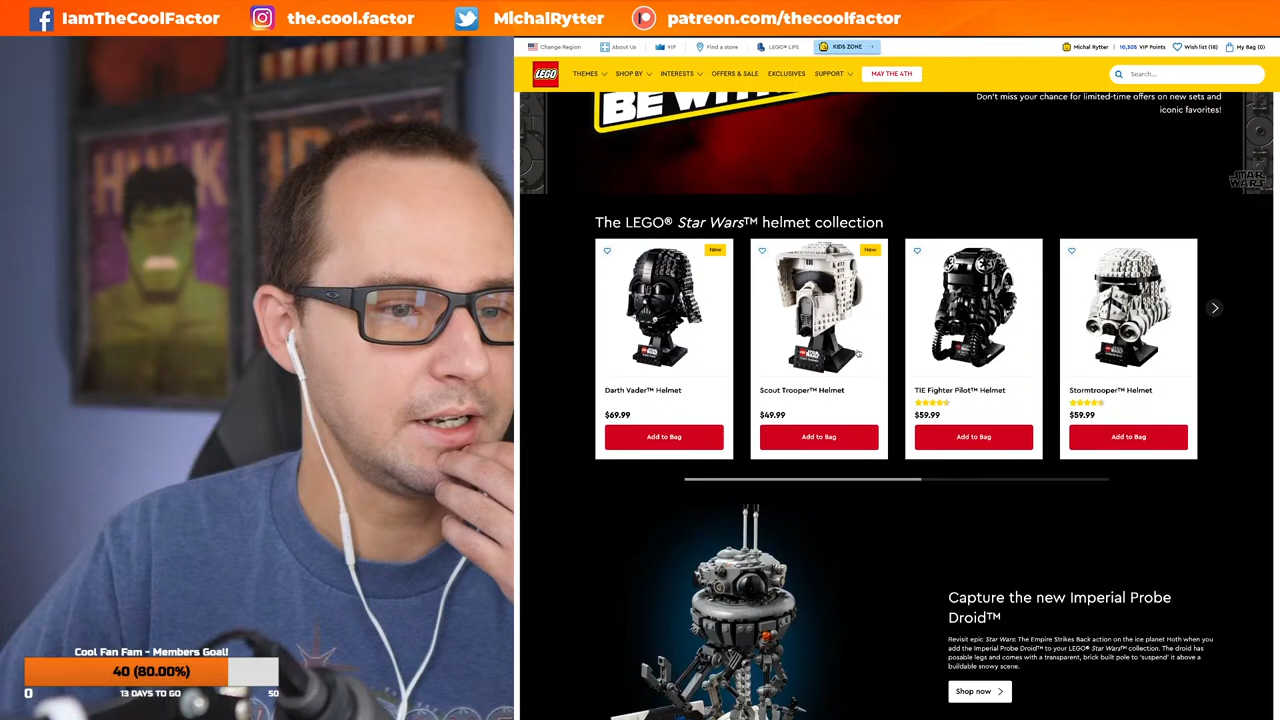 IamTheCoolFactor
the.cool.factor
MichalRytter
patreon.com/thecoolfactor
Change Region
About Us
VIP
Find a store
LEGO® LIFE
KIDS ZONE
Michal Rytter
10,305 VIP Points
Wish list (18)
My Bag (0)
LEGO
THEMES
SHOP BY
INTERESTS
OFFERS & SALE
EXCLUSIVES
SUPPORT
MAY THE 4TH
Search...
BE WITH
Don't miss your chance for limited-time offers on new sets and
iconic favorites!
STAR
WARS
The LEGO® Star Wars™ helmet collection
New
New
Darth Vader™ Helmet
$69.99
Add to Bag
Scout Trooper™ Helmet
$49.99
Add to Bag
TIE Fighter Pilot™ Helmet
$59.99
Add to Bag
Stormtrooper™ Helmet
$59.99
Add to Bag
Capture the new Imperial Probe
Droid™
Revisit epic Star Wars: The Empire Strikes Back action on the ice planet Hoth when you
add the Imperial Probe Droid™ to your LEGO® Star Wars™ collection. The droid has
posable legs and comes with a transparent, brick-built pole to 'suspend' it above a
buildable snowy scene.
Shop now
HULK
Cool Fan Fam - Members Goal!
40 (80.00%)
0
13 DAYS TO GO
50